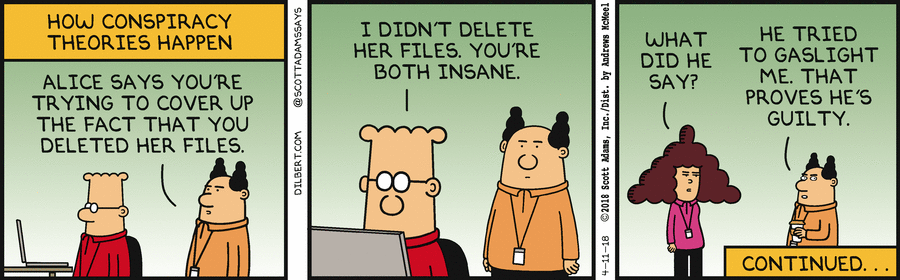 HOW CONSPIRACY
THEORIES HAPPEN
ALICE SAYS YOU'RE
TRYING TO COVER UP
THE FACT THAT YOU
DELETED HER FILES.
DILBERT.COM @SCOTTADAMSSAYS
I DIDN'T DELETE
HER FILES. YOU'RE
BOTH INSANE.
4-11-18 ©2018 Scott Adams, Inc./Dist. by Andrews McMeel
WHAT
DID HE
SAY?
HE TRIED
TO GASLIGHT
ME. THAT
PROVES HE'S
GUILTY.
CONTINUED...